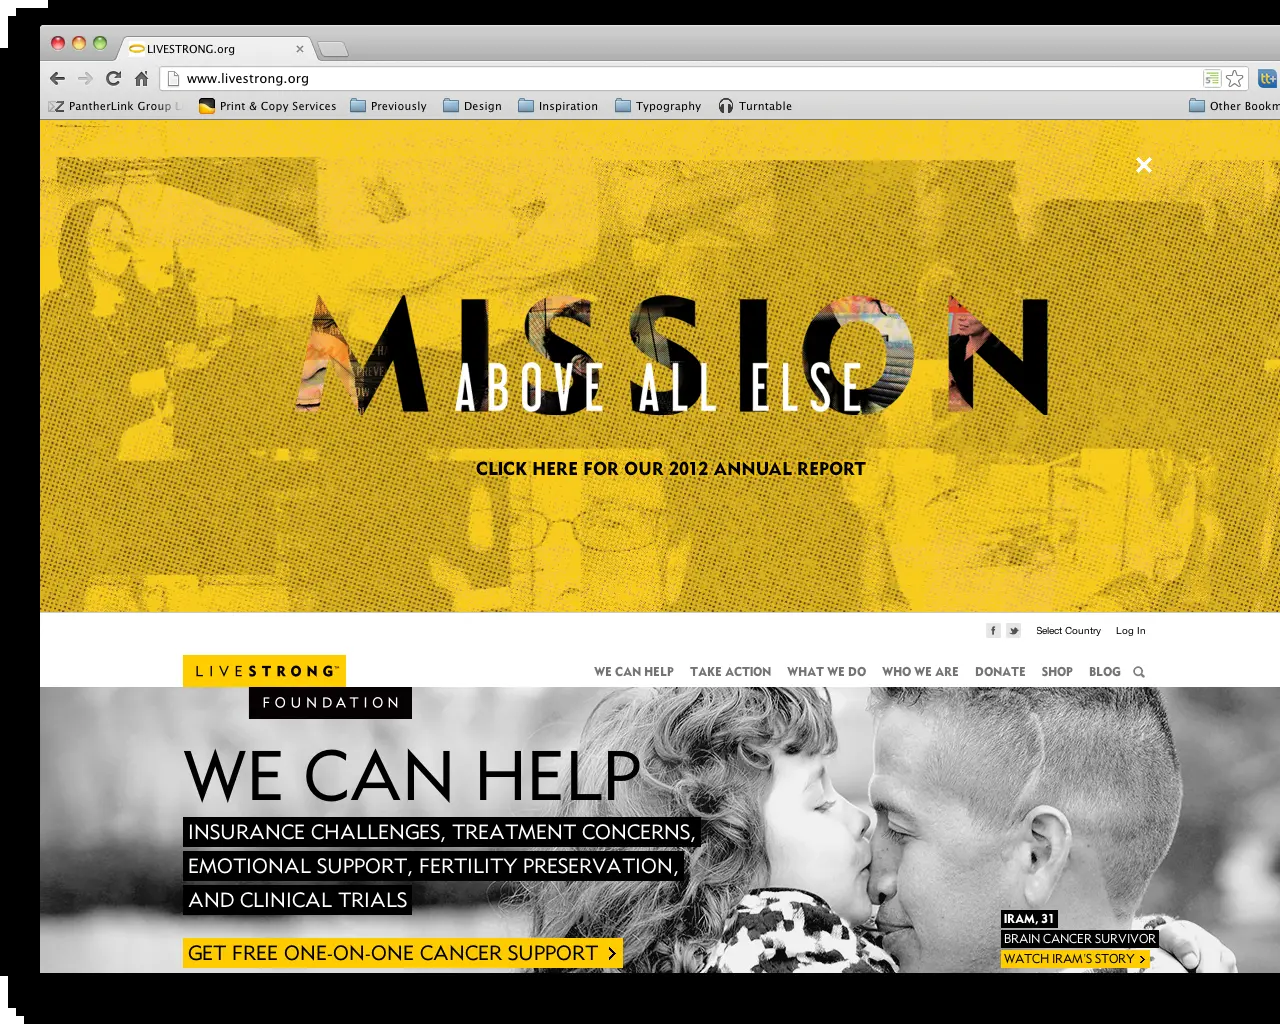 LIVESTRONG.org
www.livestrong.org
PantherLink Group
Print & Copy Services
Previously
Design
Inspiration
Typography
Turntable
Other Bookm
MISSION
ABOVE ALL ELSE
CLICK HERE FOR OUR 2012 ANNUAL REPORT
Select Country
Log In
LIVESTRONG™
WE CAN HELP
TAKE ACTION
WHAT WE DO
WHO WE ARE
DONATE
SHOP
BLOG
FOUNDATION
WE CAN HELP
INSURANCE CHALLENGES, TREATMENT CONCERNS,
EMOTIONAL SUPPORT, FERTILITY PRESERVATION,
AND CLINICAL TRIALS
GET FREE ONE-ON-ONE CANCER SUPPORT >
IRAM, 31
BRAIN CANCER SURVIVOR
WATCH IRAM'S STORY >